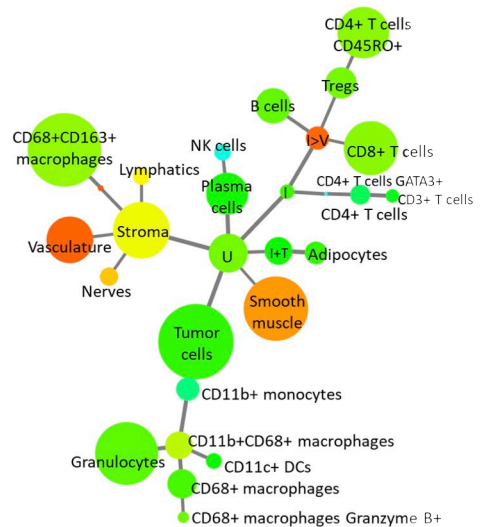 CD4+ T cells
CD45RO+
Tregs
B cells
I>V
CD8+ T cells
NK cells
CD68+CD163+
macrophages
Lymphatics
Plasma
cells
I
CD4+ T cells GATA3+
CD3+ T cells
CD4+ T cells
Stroma
Vasculature
U
I+T
Adipocytes
Nerves
Smooth
muscle
Tumor
cells
CD11b+ monocytes
CD11b+CD68+ macrophages
Granulocytes
CD11c+ DCs
CD68+ macrophages
CD68+ macrophages Granzyme B+